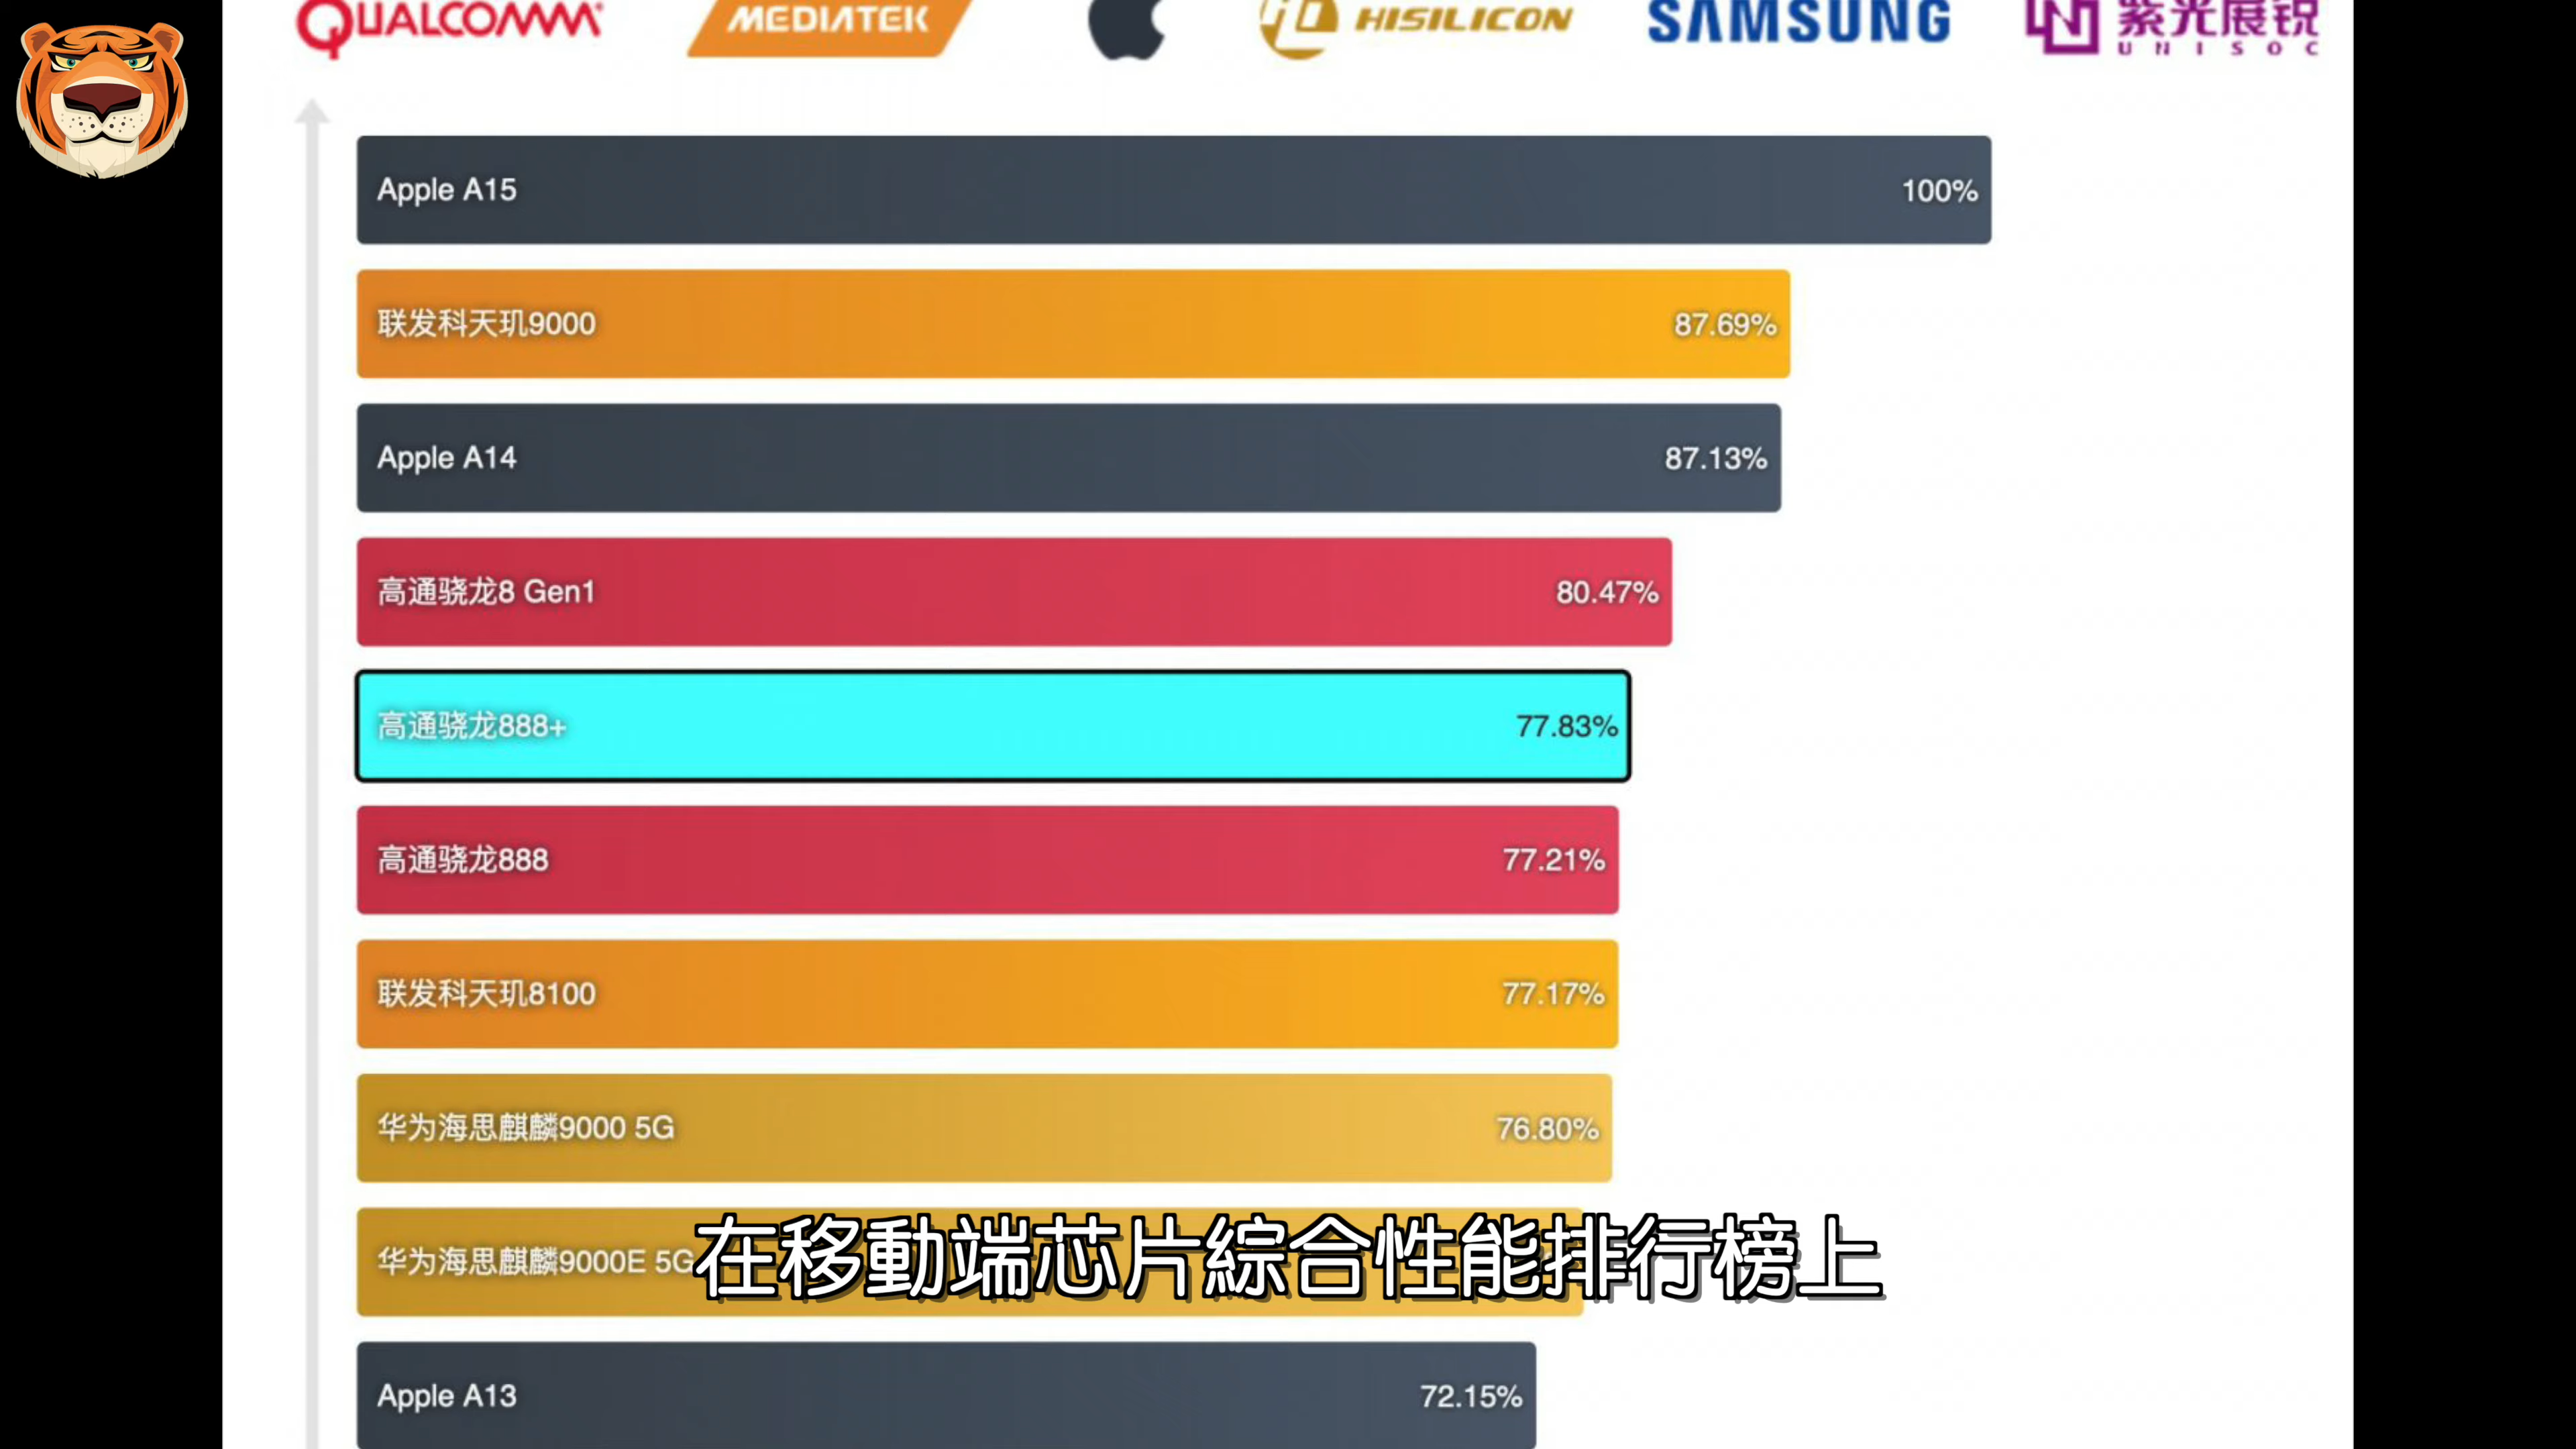 QUALCOMM
MEDIATEK
HISILICON
SAMSUNG
紫光展锐
UNISOC
Apple A15 100%
联发科天玑9000 87.69%
Apple A14 87.13%
高通骁龙8 Gen1 80.47%
高通骁龙888+ 77.83%
高通骁龙888 77.21%
联发科天玑8100 77.17%
华为海思麒麟9000 5G 76.80%
华为海思麒麟9000E 5G
在移動端芯片綜合性能排行榜上
Apple A13 72.15%